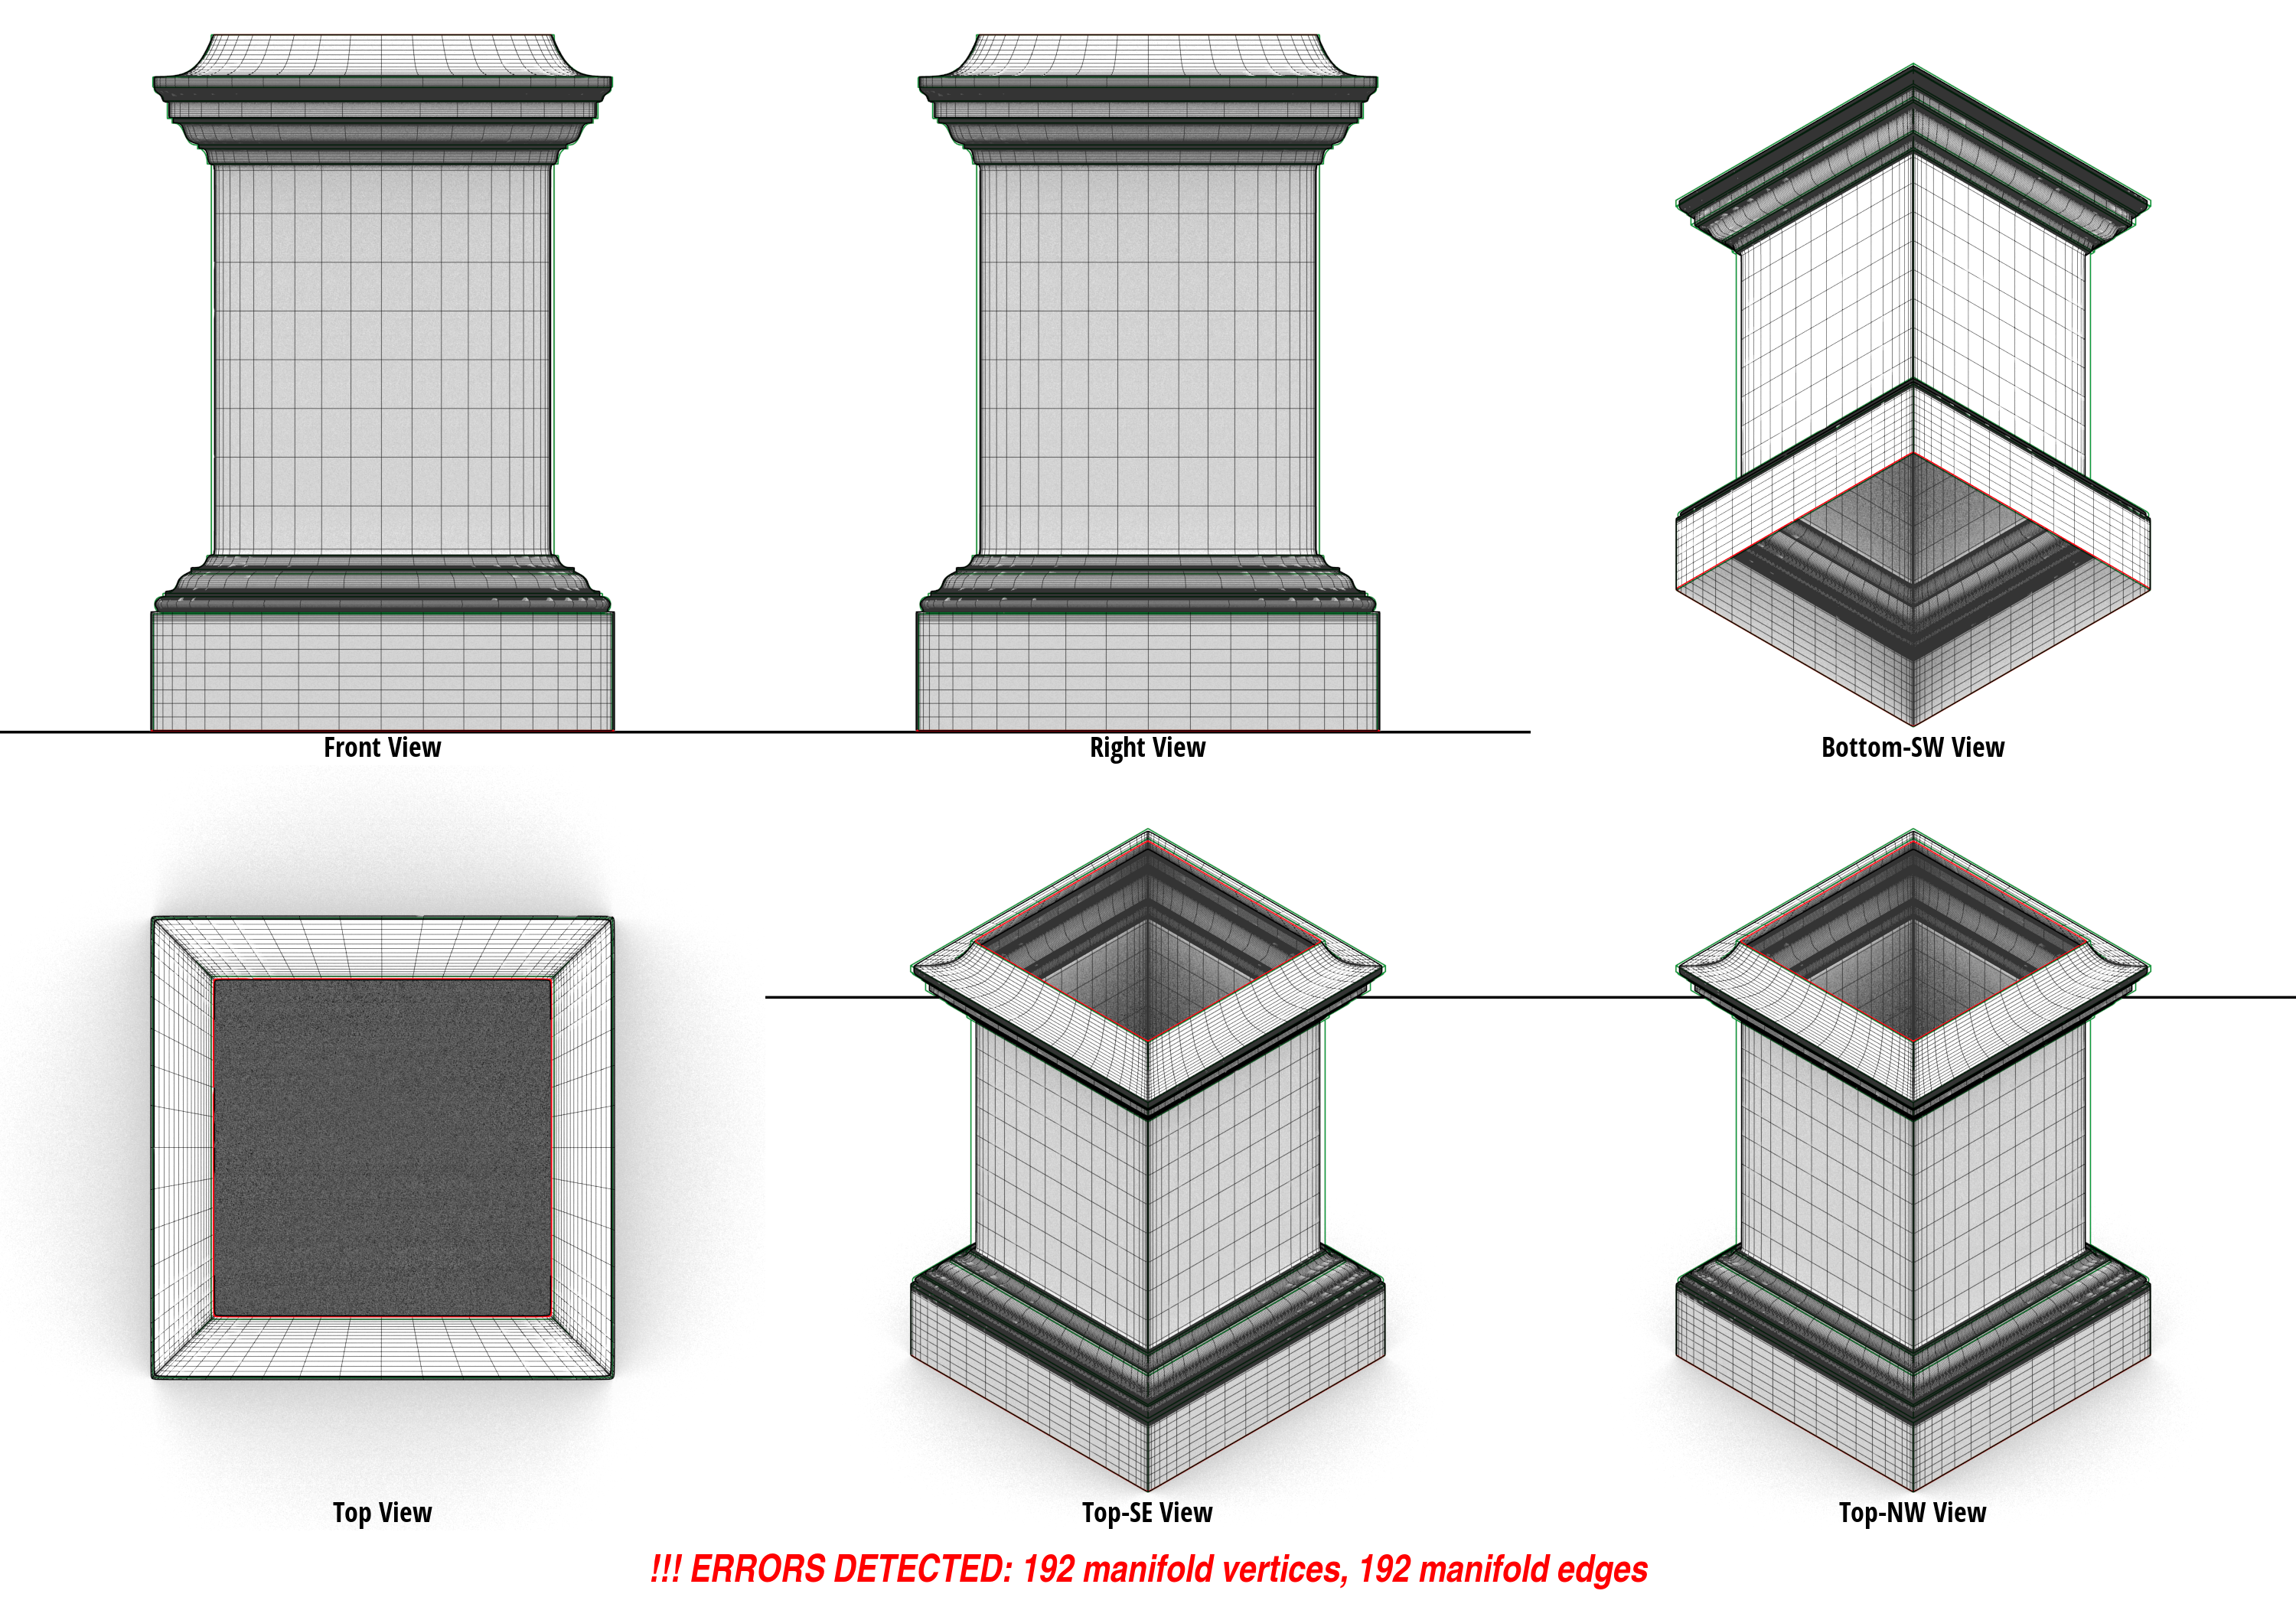 Front View
Right View
Bottom-SW View
Top View
Top-SE View
Top-NW View
!!! ERRORS DETECTED: 192 manifold vertices, 192 manifold edges